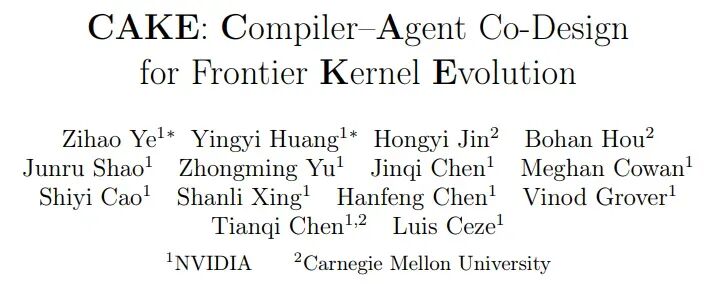 CAKE: Compiler–Agent Co-Design
for Frontier Kernel Evolution
Zihao Ye¹* Yingyi Huang¹* Hongyi Jin² Bohan Hou²
Junru Shao¹ Zhongming Yu¹ Jinqi Chen¹ Meghan Cowan¹
Shiyi Cao¹ Shanli Xing¹ Hanfeng Chen¹ Vinod Grover¹
Tianqi Chen¹,² Luis Ceze¹
¹NVIDIA ²Carnegie Mellon University